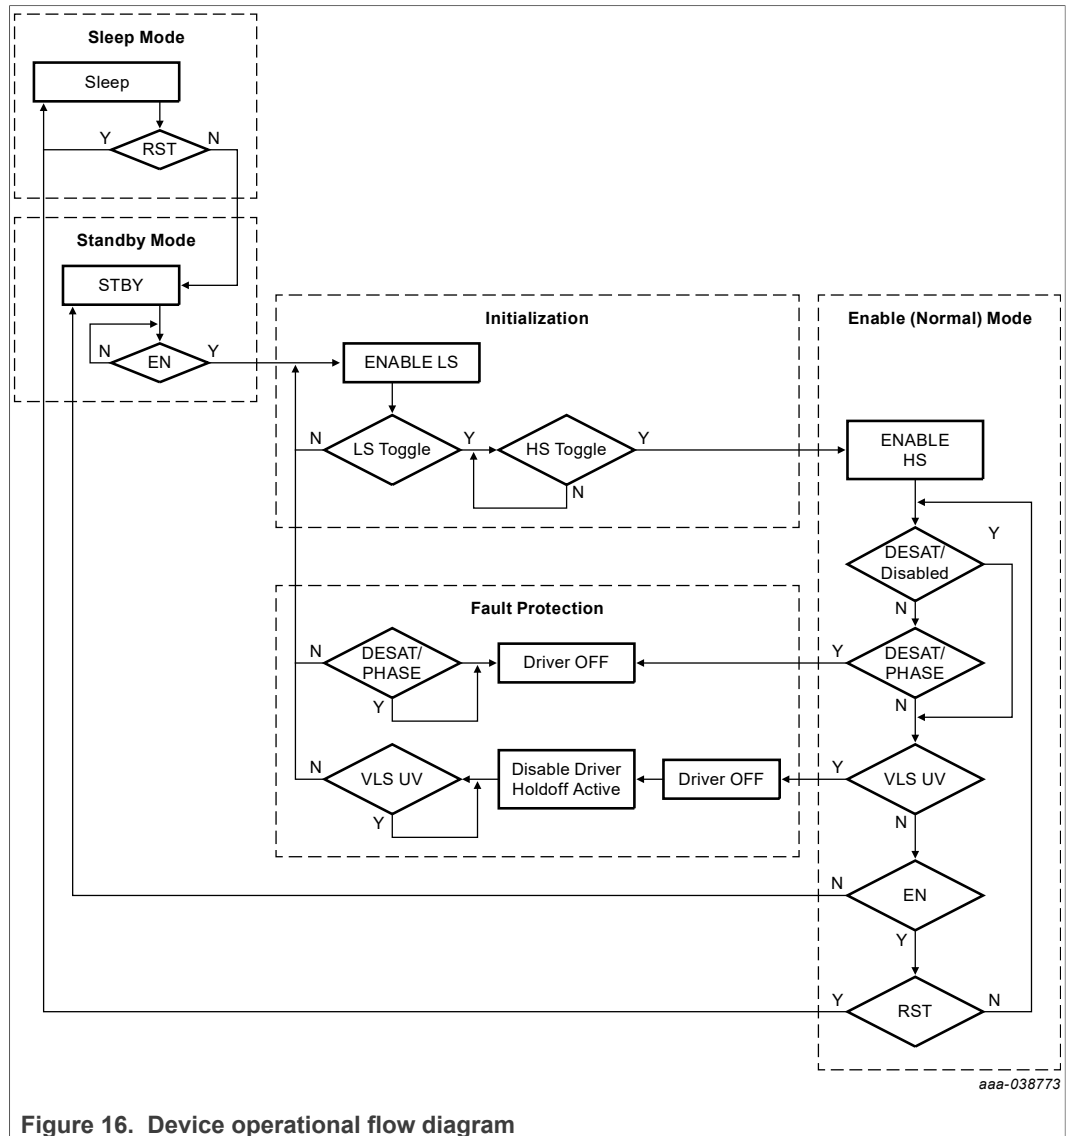 Sleep Mode
Sleep
Y
N
RST
Standby Mode
STBY
N
Y
EN
Initialization
ENABLE LS
N
LS Toggle
Y
HS Toggle
Y
N
Enable (Normal) Mode
ENABLE
HS
Y
DESAT/
Disabled
N
Fault Protection
N
DESAT/
PHASE
Y
Driver OFF
Y
DESAT/
PHASE
N
N
VLS UV
Y
Disable Driver
Holdoff Active
Driver OFF
Y
VLS UV
N
N
EN
Y
Y
RST
N
aaa-038773
Figure 16. Device operational flow diagram